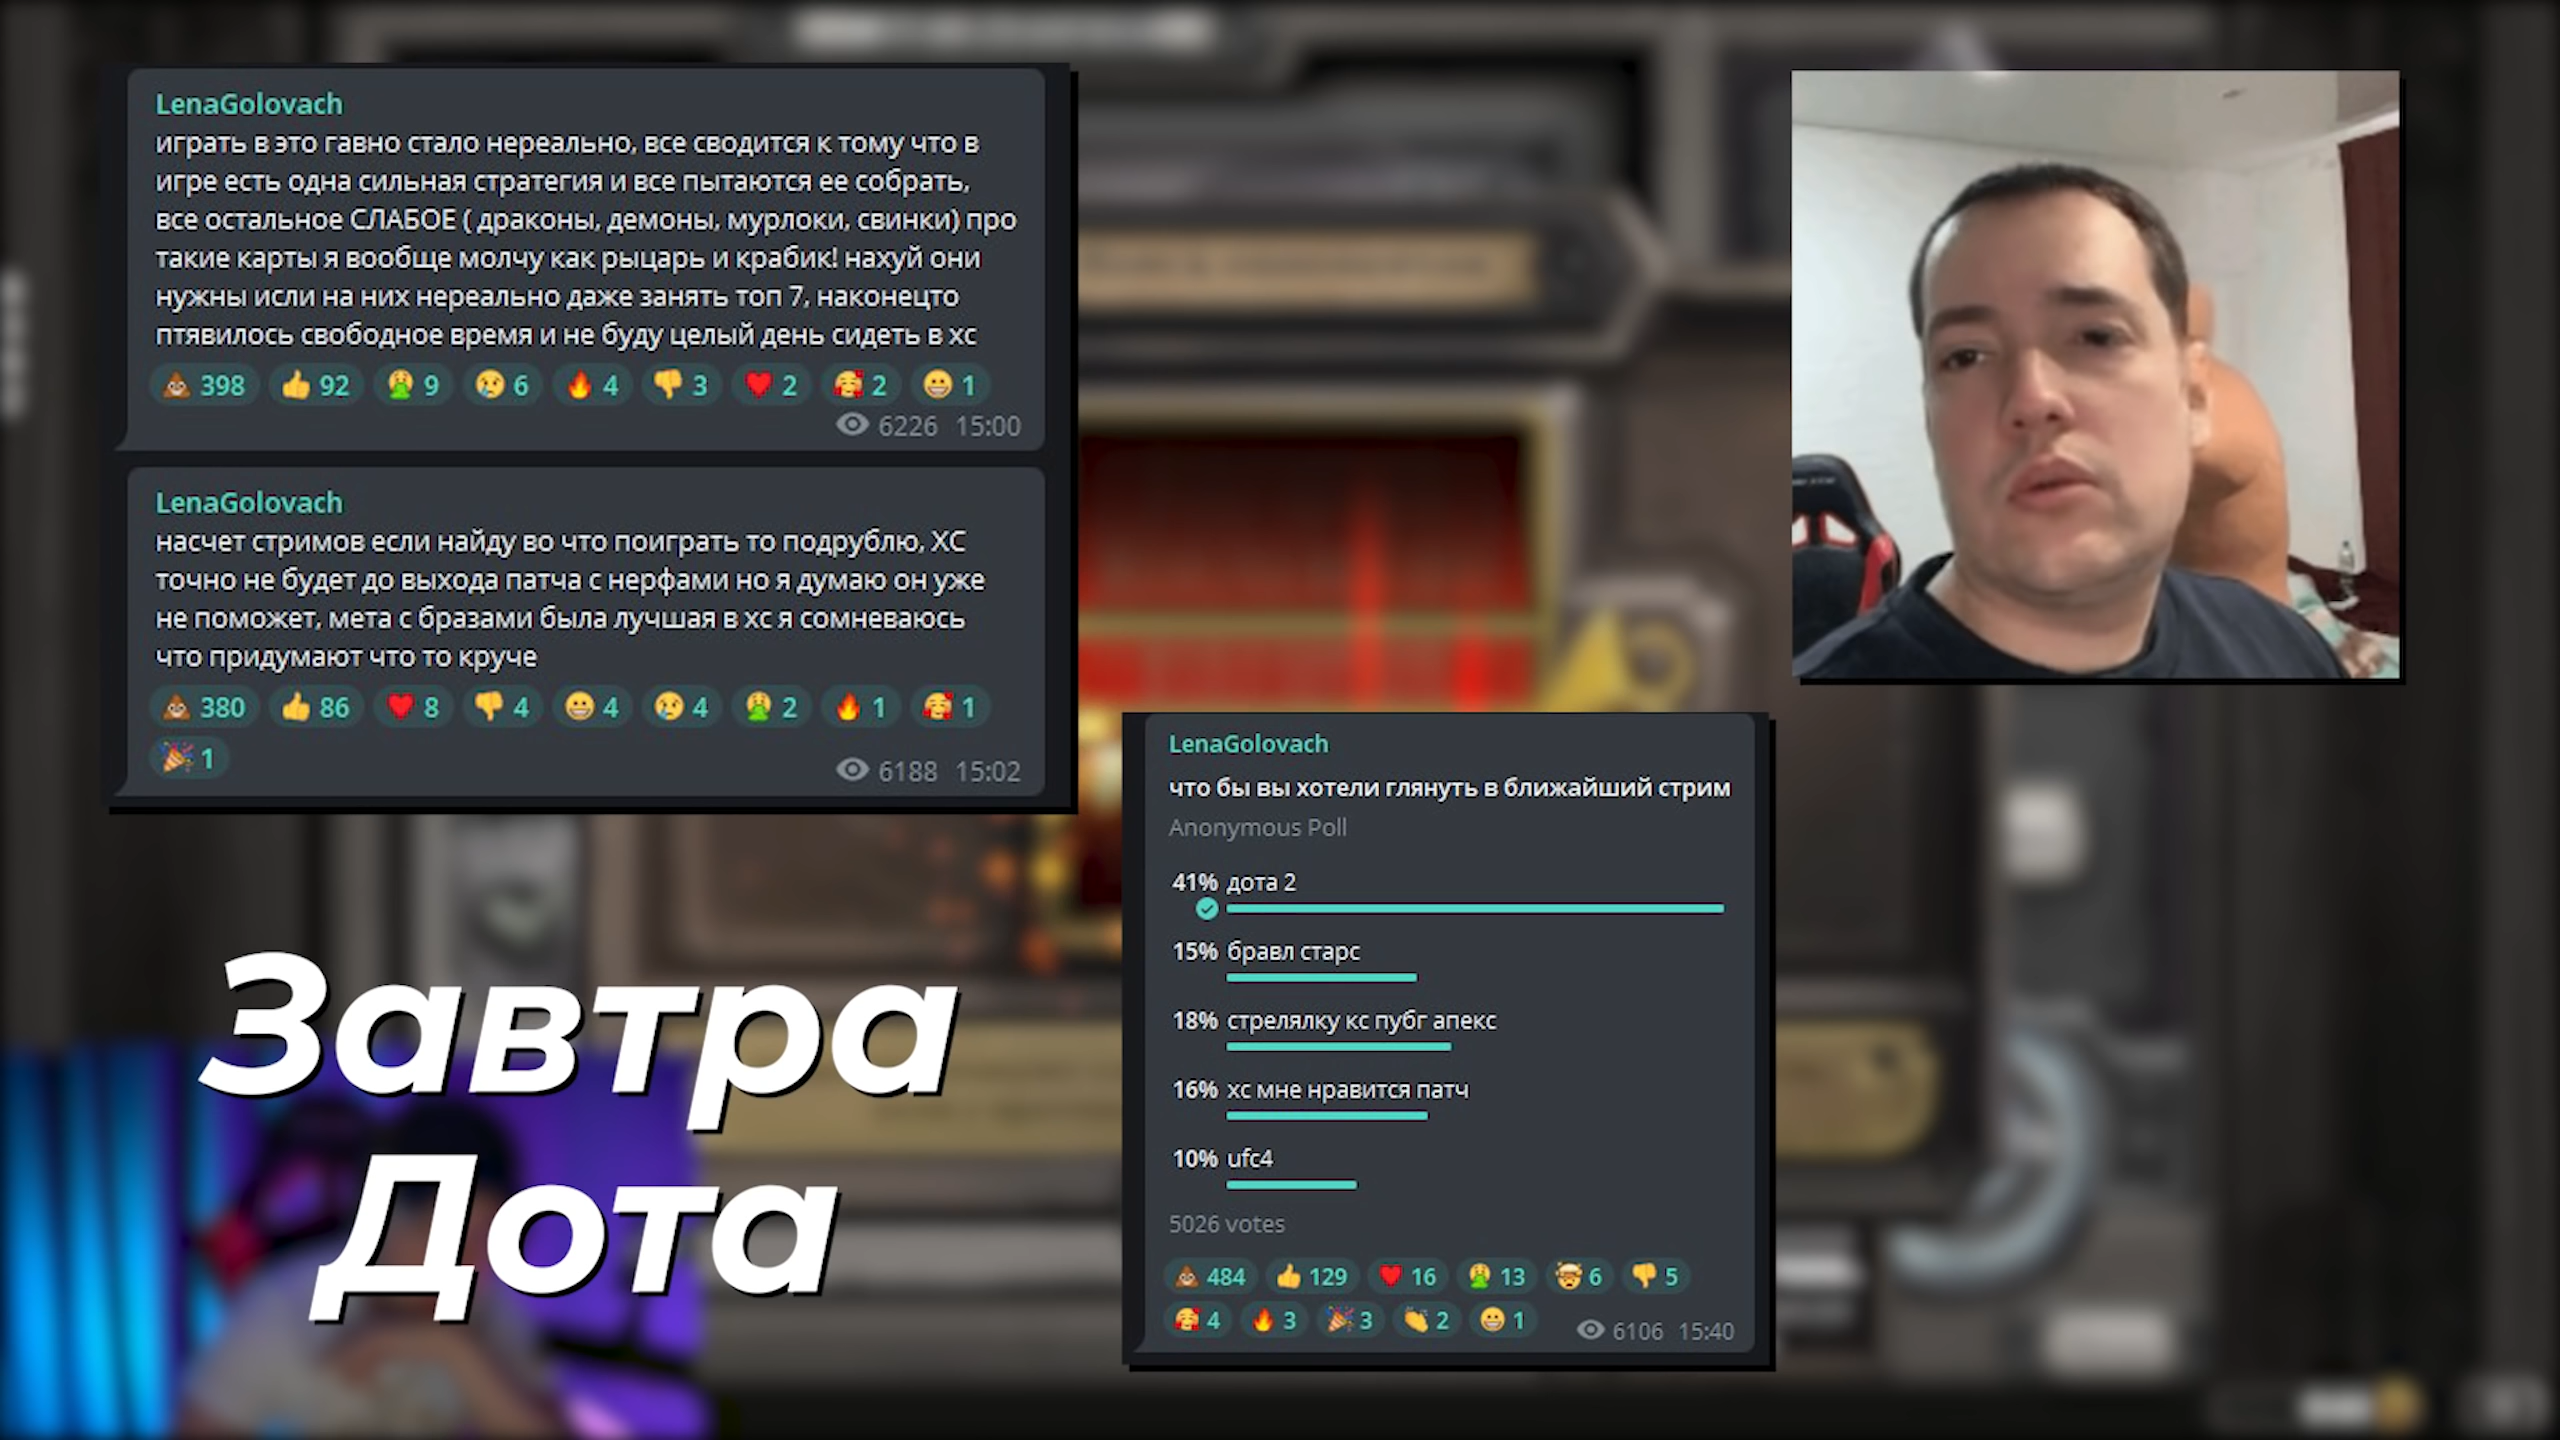 LenaGolovach
играть в это гавно стало нереально, все сводится к тому что в
игре есть одна сильная стратегия и все пытаются ее собрать,
все остальное СЛАБОЕ ( драконы, демоны, мурлоки, свинки) про
такие карты я вообще молчу как рыцарь и крабик! нахуй они
нужны исли на них нереально даже занять топ 7, наконецто
птявилось свободное время и не буду целый день сидеть в хс
💩 398 👍 92 🤮 9 😢 6 🔥 4 👎 3 ❤ 2 🥰 2 😀 1
6226 15:00
LenaGolovach
насчет стримов если найду во что поиграть то подрублю, ХС
точно не будет до выхода патча с нерфами но я думаю он уже
не поможет, мета с бразами была лучшая в хс я сомневаюсь
что придумают что то круче
💩 380 👍 86 ❤ 8 👎 4 😀 4 😢 4 🤮 2 🔥 1 🥰 1
🎉 1
6188 15:02
LenaGolovach
что бы вы хотели глянуть в ближайший стрим
Anonymous Poll
41% дота 2
15% бравл старс
18% стрелялку кс пубг апекс
16% хс мне нравится патч
10% ufc4
5026 votes
💩 484 👍 129 ❤ 16 🤮 13 🤯 6 👎 5
🥰 4 🔥 3 🎉 3 👏 2 😀 1
6106 15:40
Завтра
Дота